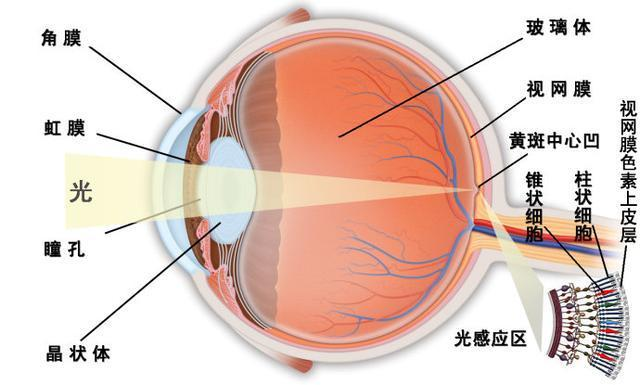 角膜
玻璃体
视网膜
虹膜
黄斑中心凹
视网膜色素上皮层
锥状细胞
柱状细胞
光
瞳孔
晶状体
光感应区